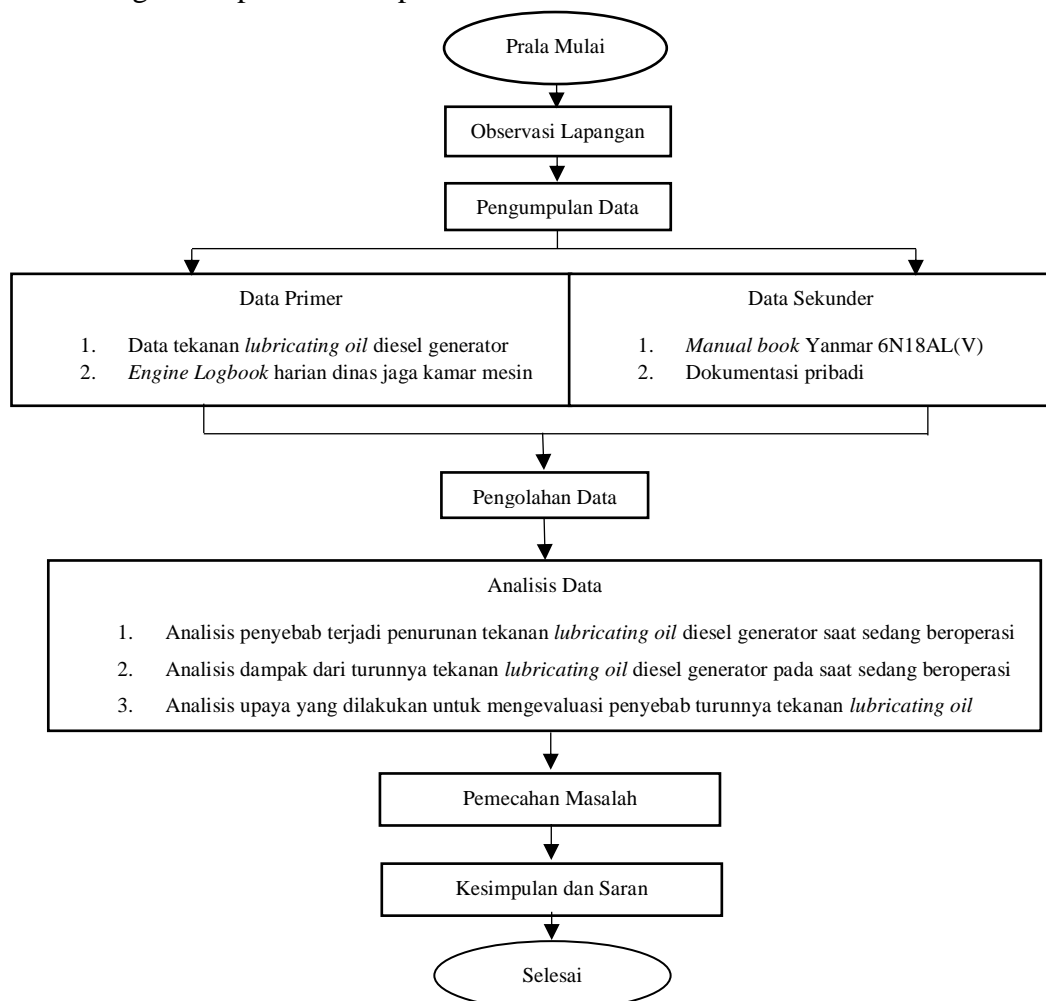 Prala Mulai
Observasi Lapangan
Pengumpulan Data
Data Primer
1. Data tekanan lubricating oil diesel generator
2. Engine Logbook harian dinas jaga kamar mesin
Data Sekunder
1. Manual book Yanmar 6N18AL(V)
2. Dokumentasi pribadi
Pengolahan Data
Analisis Data
1. Analisis penyebab terjadi penurunan tekanan lubricating oil diesel generator saat sedang beroperasi
2. Analisis dampak dari turunnya tekanan lubricating oil diesel generator pada saat sedang beroperasi
3. Analisis upaya yang dilakukan untuk mengevaluasi penyebab turunnya tekanan lubricating oil
Pemecahan Masalah
Kesimpulan dan Saran
Selesai